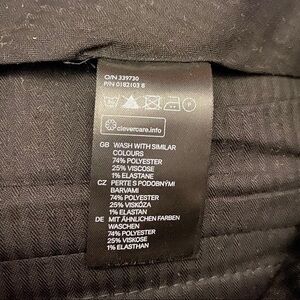 O/N 339730
P/N 0182103 8
clevercare.info
GB WASH WITH SIMILAR
COLOURS
74% POLYESTER
25% VISCOSE
1% ELASTANE
CZ PERTE S PODOBNÝMI
BARVAMI
74% POLYESTER
25% VISKÓZA
1% ELASTAN
DE MIT ÄHNLICHEN FARBEN
WASCHEN
74% POLYESTER
25% VISKOSE
1% ELASTHAN